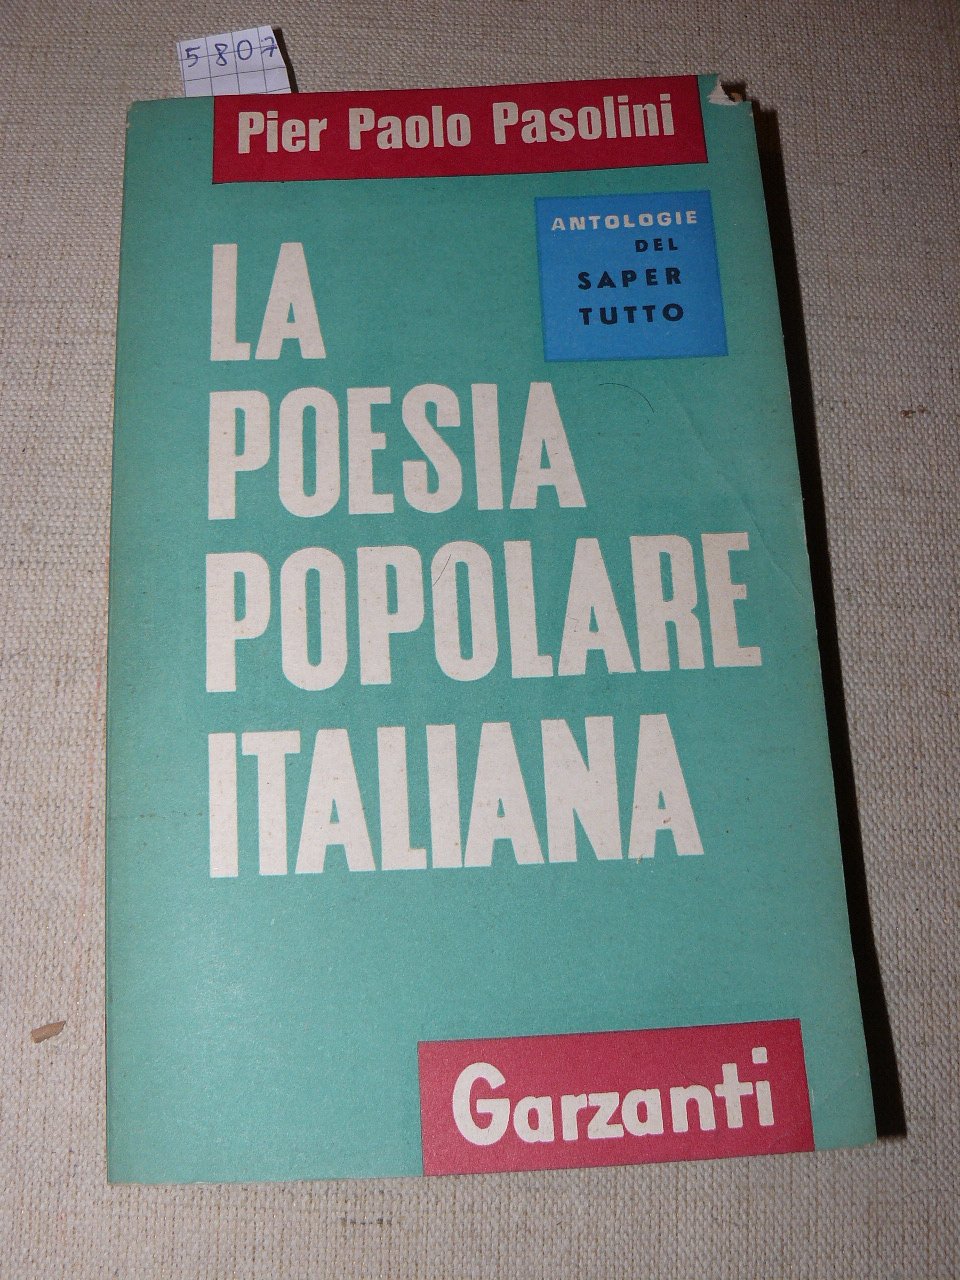 5807
Pier Paolo Pasolini
ANTOLOGIE
DEL
SAPER
TUTTO
LA
POESIA
POPOLARE
ITALIANA
Garzanti